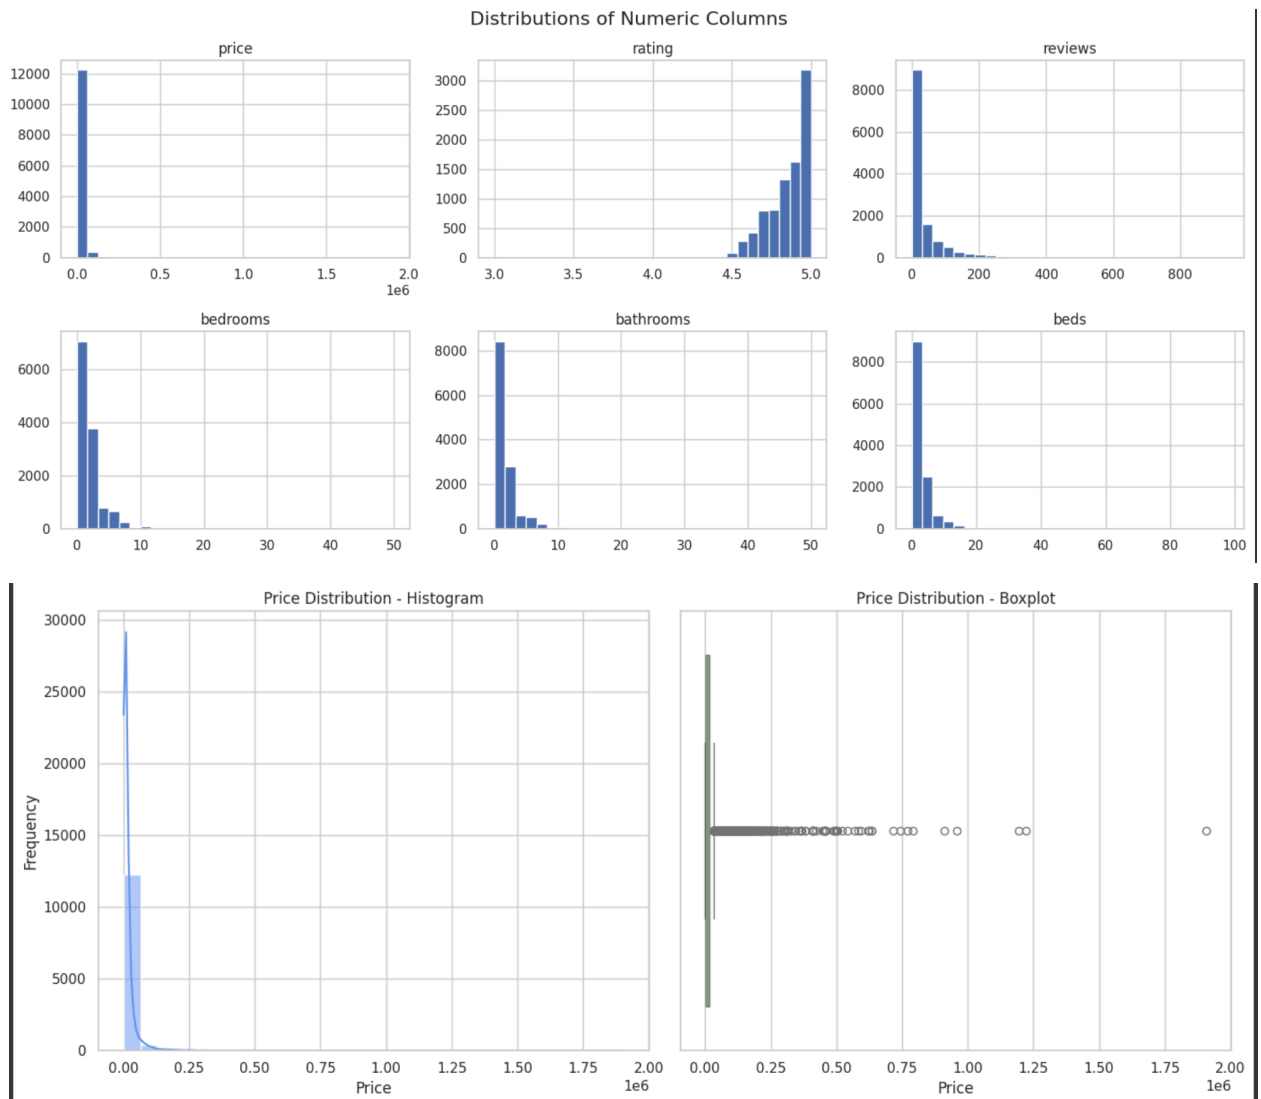 Distributions of Numeric Columns
price
12000
10000
8000
6000
4000
2000
0
0.0 0.5 1.0 1.5 2.0
1e6
rating
3000
2500
2000
1500
1000
500
0
3.0 3.5 4.0 4.5 5.0
reviews
8000
6000
4000
2000
0
0 200 400 600 800
bedrooms
6000
4000
2000
0
0 10 20 30 40 50
bathrooms
8000
6000
4000
2000
0
0 10 20 30 40 50
beds
8000
6000
4000
2000
0
0 20 40 60 80 100
Price Distribution - Histogram
Frequency
30000
25000
20000
15000
10000
5000
0
0.00 0.25 0.50 0.75 1.00 1.25 1.50 1.75 2.00
1e6
Price
Price Distribution - Boxplot
0.00 0.25 0.50 0.75 1.00 1.25 1.50 1.75 2.00
1e6
Price